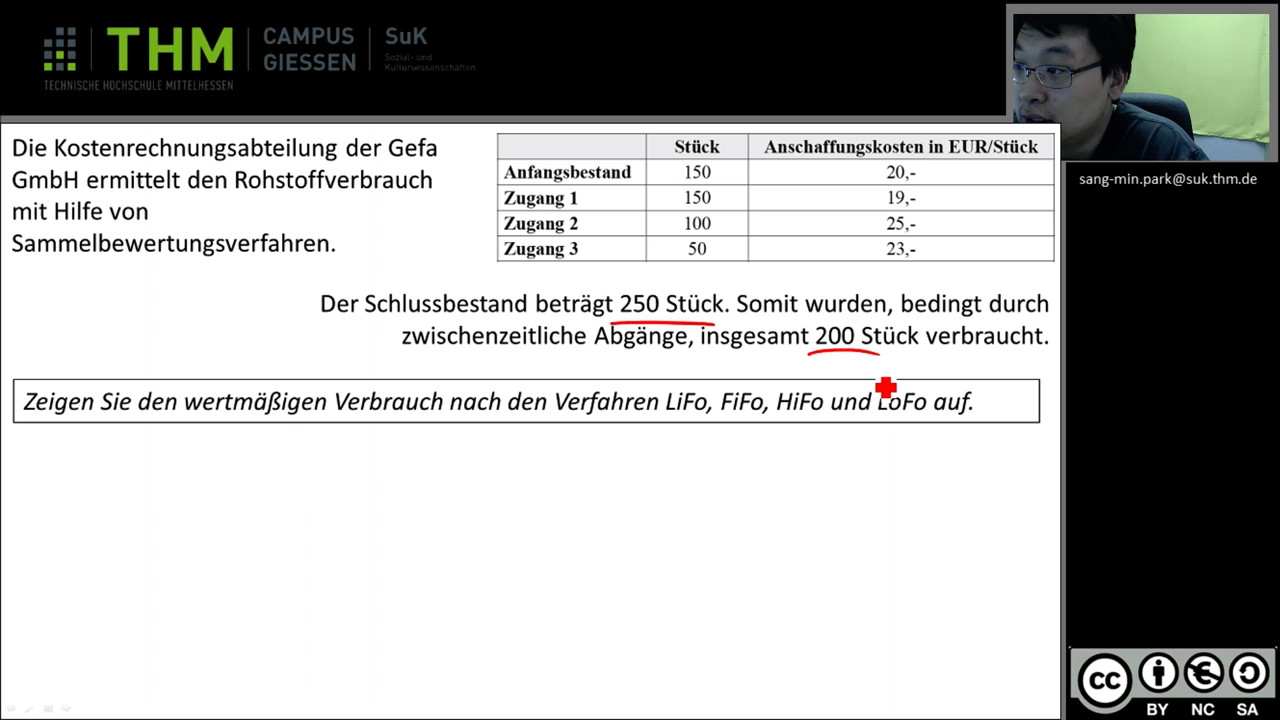 THM
CAMPUS
GIESSEN
SuK
Sozial- und
Kulturwissenschaften
TECHNISCHE HOCHSCHULE MITTELHESSEN
Die Kostenrechnungsabteilung der Gefa
GmbH ermittelt den Rohstoffverbrauch
mit Hilfe von
Sammelbewertungsverfahren.
Stück Anschaffungskosten in EUR/Stück
Anfangsbestand 150 20,-
Zugang 1 150 19,-
Zugang 2 100 25,-
Zugang 3 50 23,-
sang-min.park@suk.thm.de
Der Schlussbestand beträgt 250 Stück. Somit wurden, bedingt durch
zwischenzeitliche Abgänge, insgesamt 200 Stück verbraucht.
Zeigen Sie den wertmäßigen Verbrauch nach den Verfahren LiFo, FiFo, HiFo und LoFo auf.
cc
BY NC SA